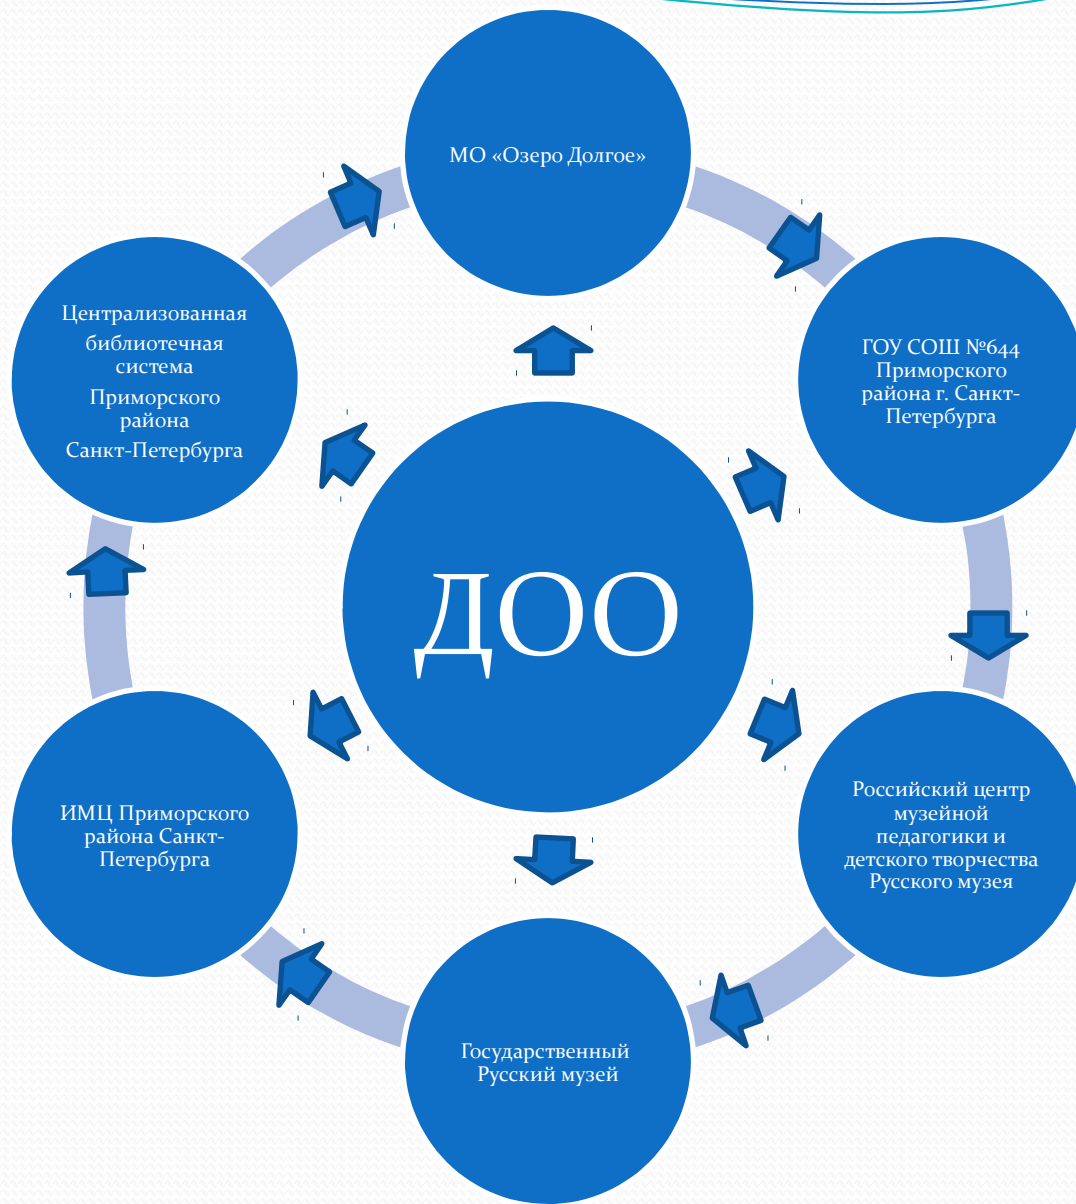 МО «Озеро Долгое»
Централизованная
библиотечная
система
Приморского
района
Санкт-Петербурга
ГОУ СОШ №644
Приморского
района г. Санкт-
Петербурга
ДОО
ИМЦ Приморского
района Санкт-
Петербурга
Российский центр
музейной
педагогики и
детского творчества
Русского музея
Государственный
Русский музей